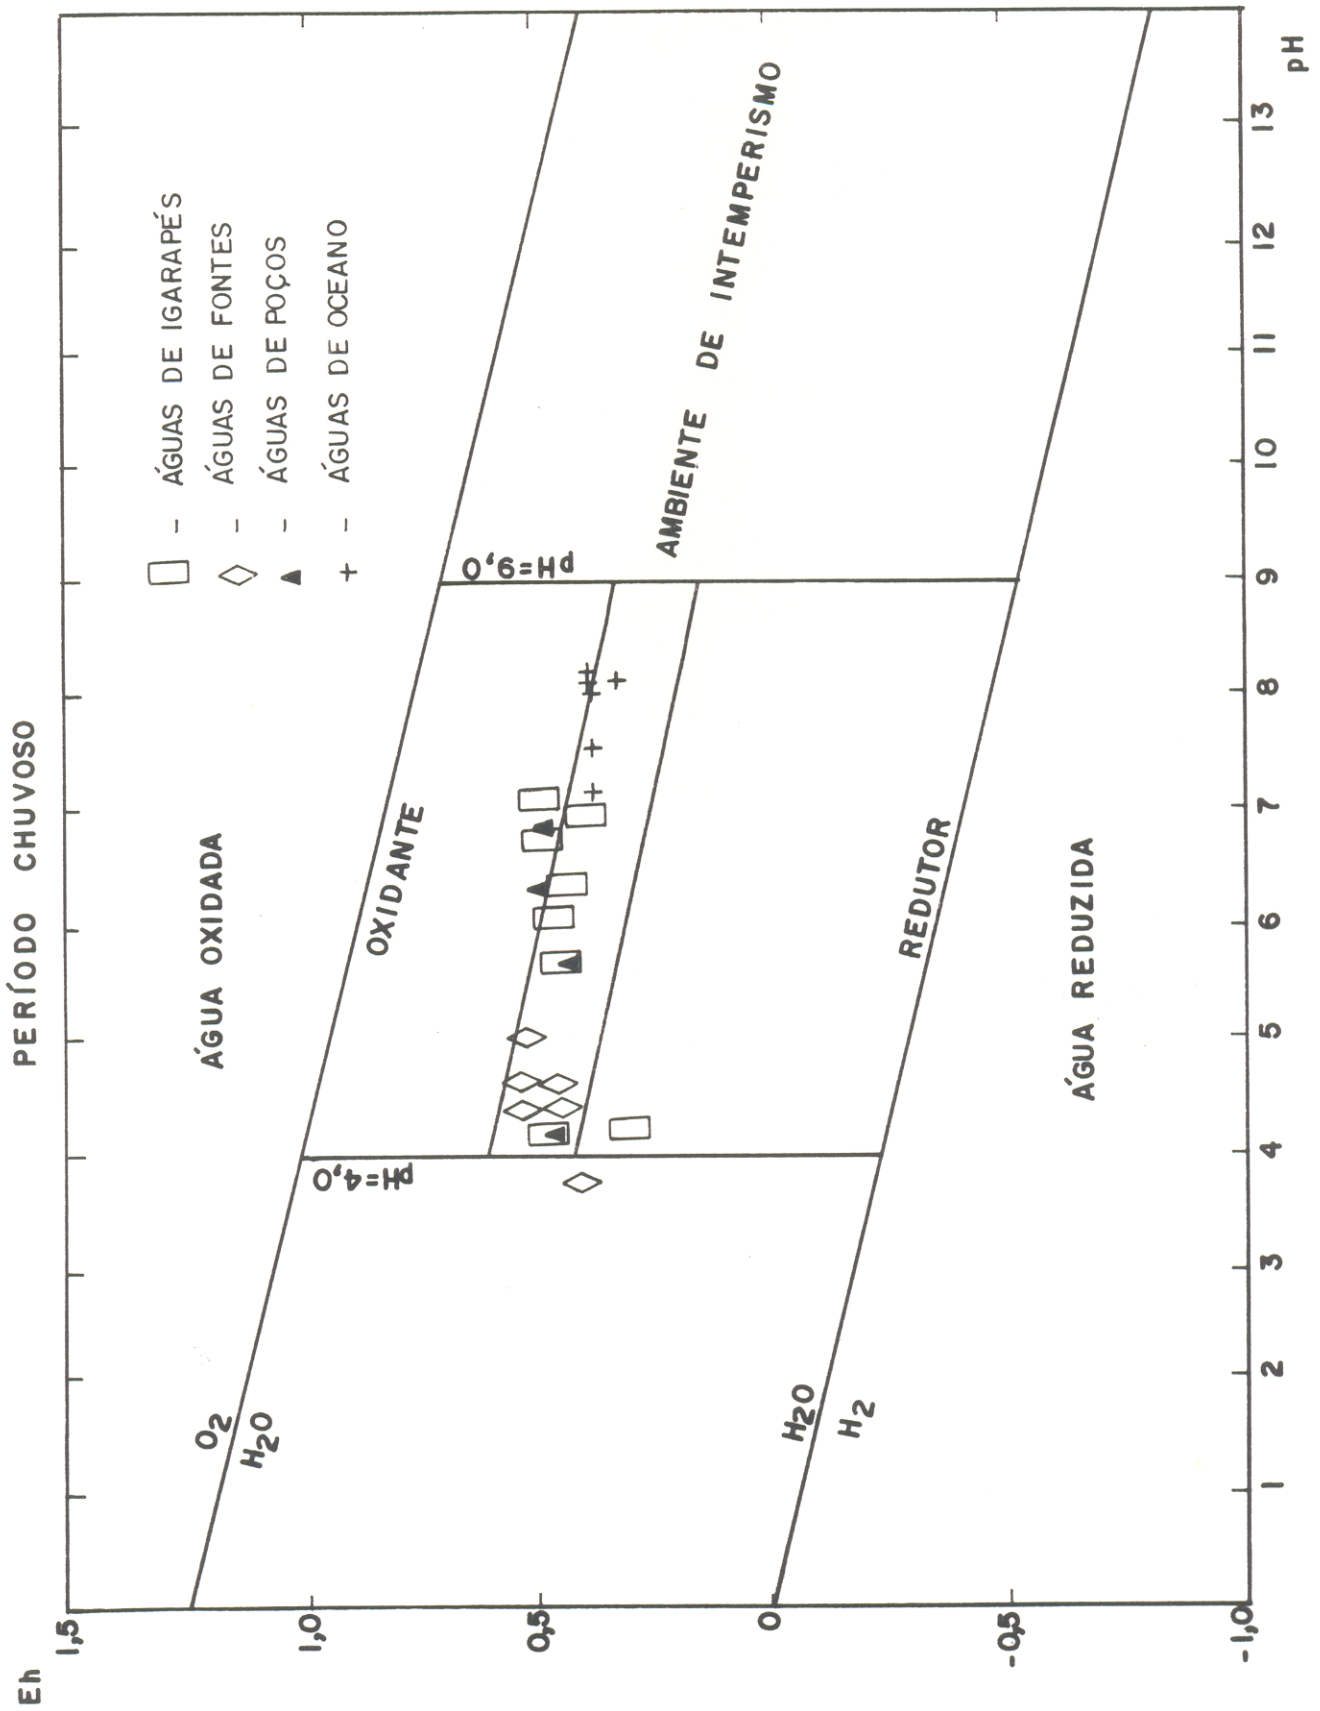 PERÍODO CHUVOSO
Eh
1,5
1,0
0,5
0
-0,5
-1,0
ÁGUA OXIDADA
- ÁGUAS DE IGARAPÉS
- ÁGUAS DE FONTES
- ÁGUAS DE POÇOS
+ - ÁGUAS DE OCEANO
O2
H2O
OXIDANTE
pH=4,0
pH=9,0
AMBIENTE DE INTEMPERISMO
REDUTOR
H2O
H2
ÁGUA REDUZIDA
1 2 3 4 5 6 7 8 9 10 11 12 13
pH